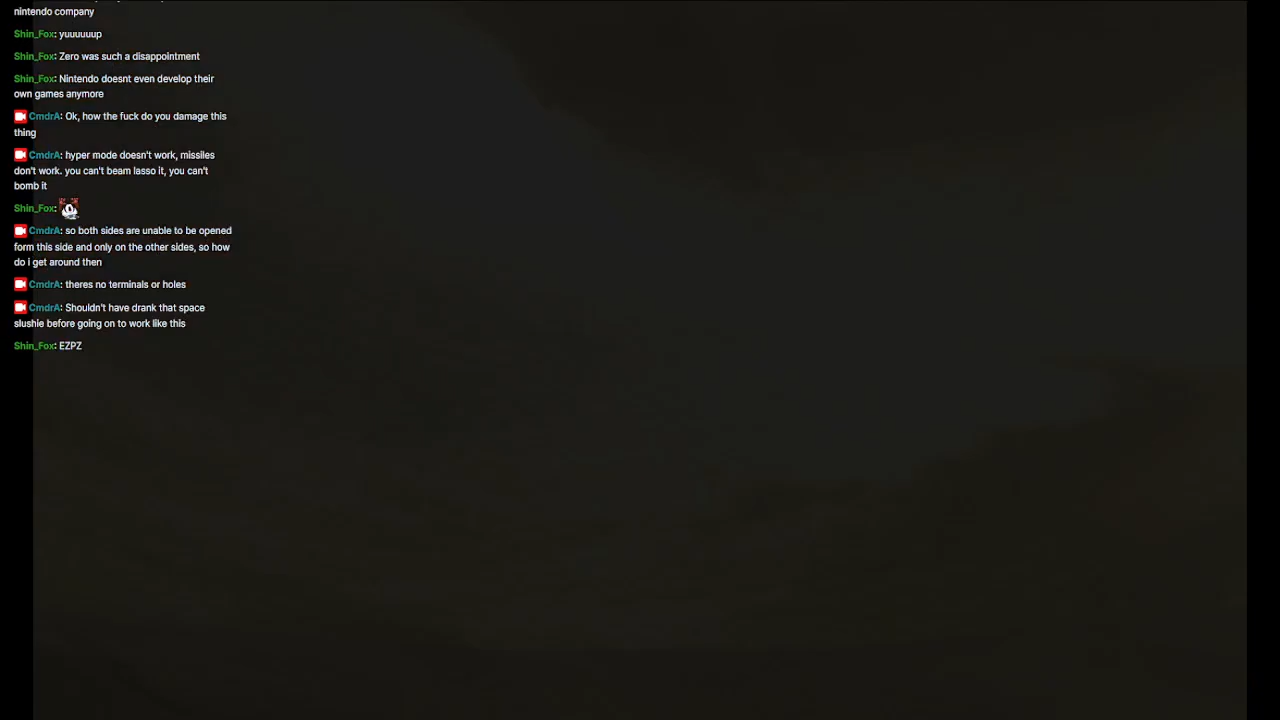 nintendo company
Shin_Fox: yuuuuuup
Shin_Fox: Zero was such a disappointment
Shin_Fox: Nintendo doesnt even develop their
own games anymore
CmdrA: Ok, how the fuck do you damage this
thing
CmdrA: hyper mode doesn't work, missiles
don't work. you can't beam lasso it, you can't
bomb it
Shin_Fox:
CmdrA: so both sides are unable to be opened
form this side and only on the other sides, so how
do i get around then
CmdrA: theres no terminals or holes
CmdrA: Shouldn't have drank that space
slushie before going on to work like this
Shin_Fox: EZPZ